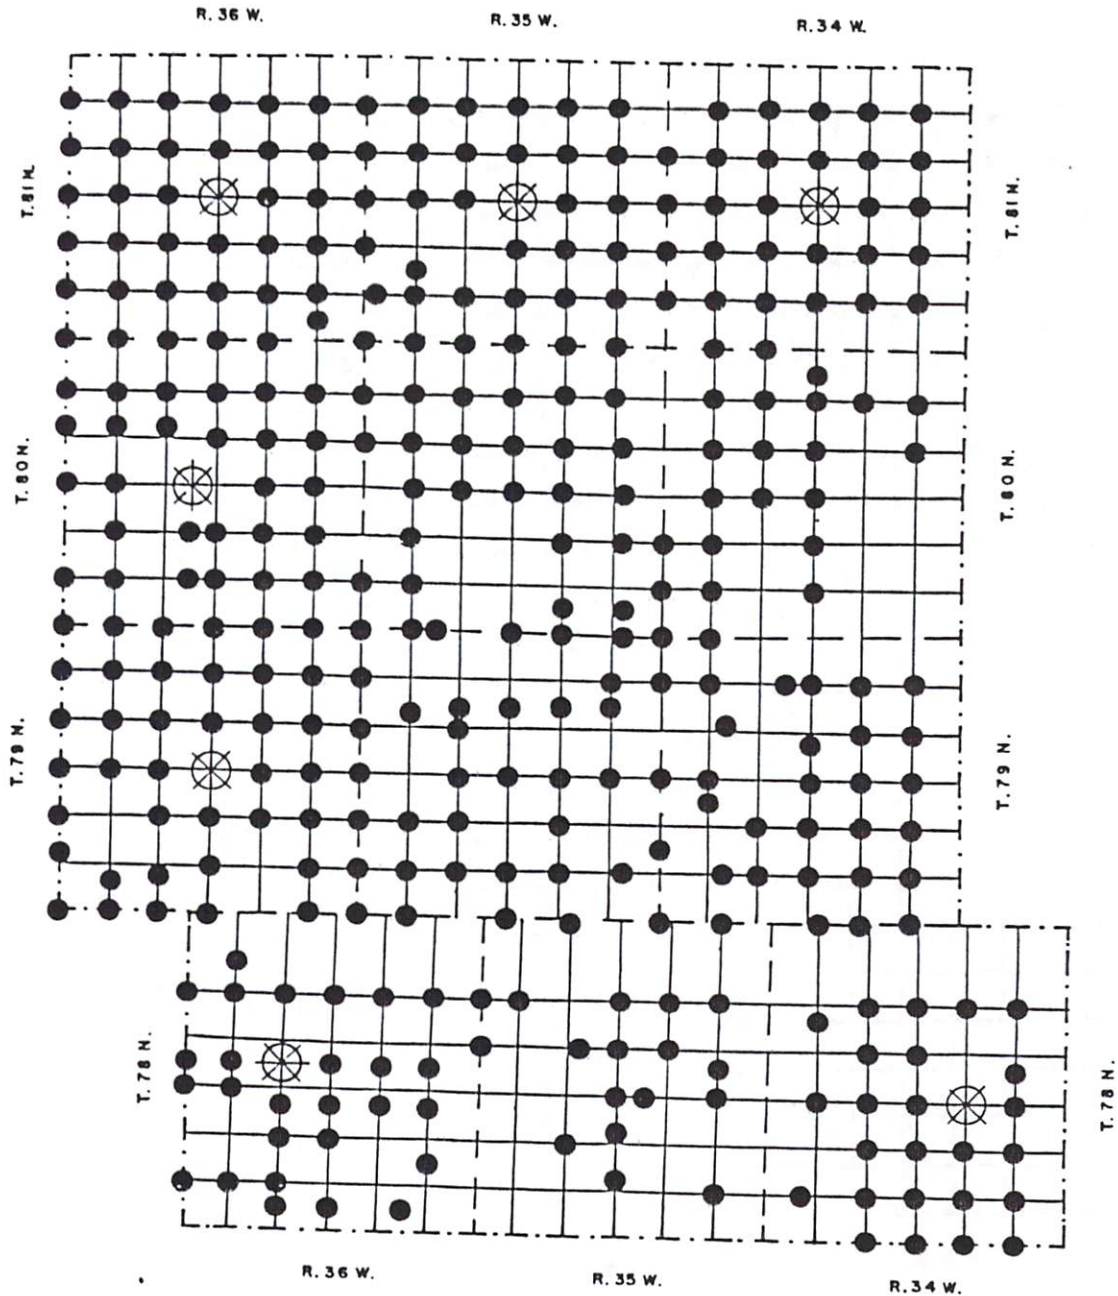 R. 36 W. R. 35 W. R. 34 W.
T. 81 N. T. 81 N.
T. 80 N. T. 80 N.
T. 79 N. T. 79 N.
T. 78 N. T. 78 N.
R. 36 W. R. 35 W. R. 34 W.